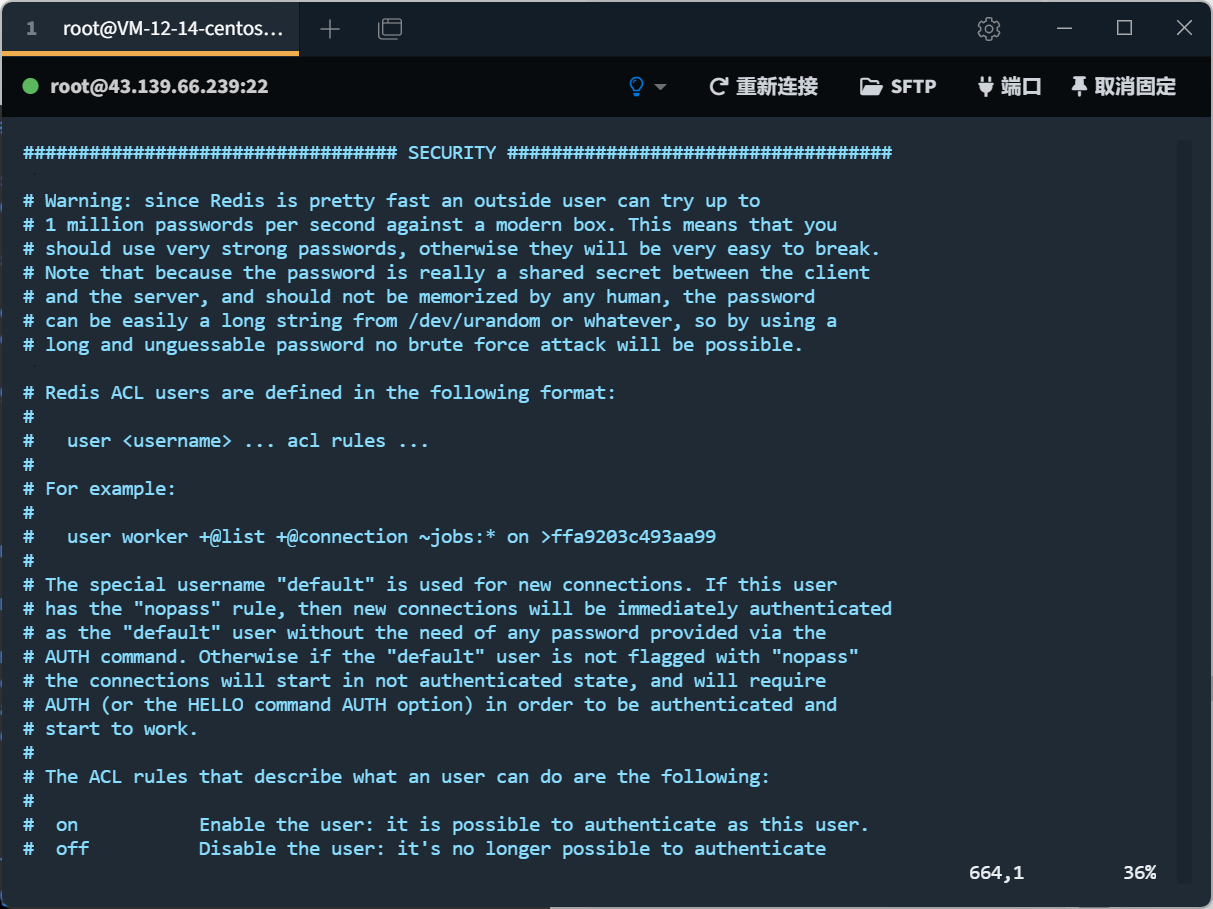 1 root@VM-12-14-centos...
root@43.139.66.239:22 重新连接 SFTP 端口 取消固定
################################## SECURITY ###################################
# Warning: since Redis is pretty fast an outside user can try up to
# 1 million passwords per second against a modern box. This means that you
# should use very strong passwords, otherwise they will be very easy to break.
# Note that because the password is really a shared secret between the client
# and the server, and should not be memorized by any human, the password
# can be easily a long string from /dev/urandom or whatever, so by using a
# long and unguessable password no brute force attack will be possible.
# Redis ACL users are defined in the following format:
#
#   user <username> ... acl rules ...
#
# For example:
#
#   user worker +@list +@connection ~jobs:* on >ffa9203c493aa99
#
# The special username "default" is used for new connections. If this user
# has the "nopass" rule, then new connections will be immediately authenticated
# as the "default" user without the need of any password provided via the
# AUTH command. Otherwise if the "default" user is not flagged with "nopass"
# the connections will start in not authenticated state, and will require
# AUTH (or the HELLO command AUTH option) in order to be authenticated and
# start to work.
#
# The ACL rules that describe what an user can do are the following:
#
#  on           Enable the user: it is possible to authenticate as this user.
#  off          Disable the user: it's no longer possible to authenticate
664,1 36%